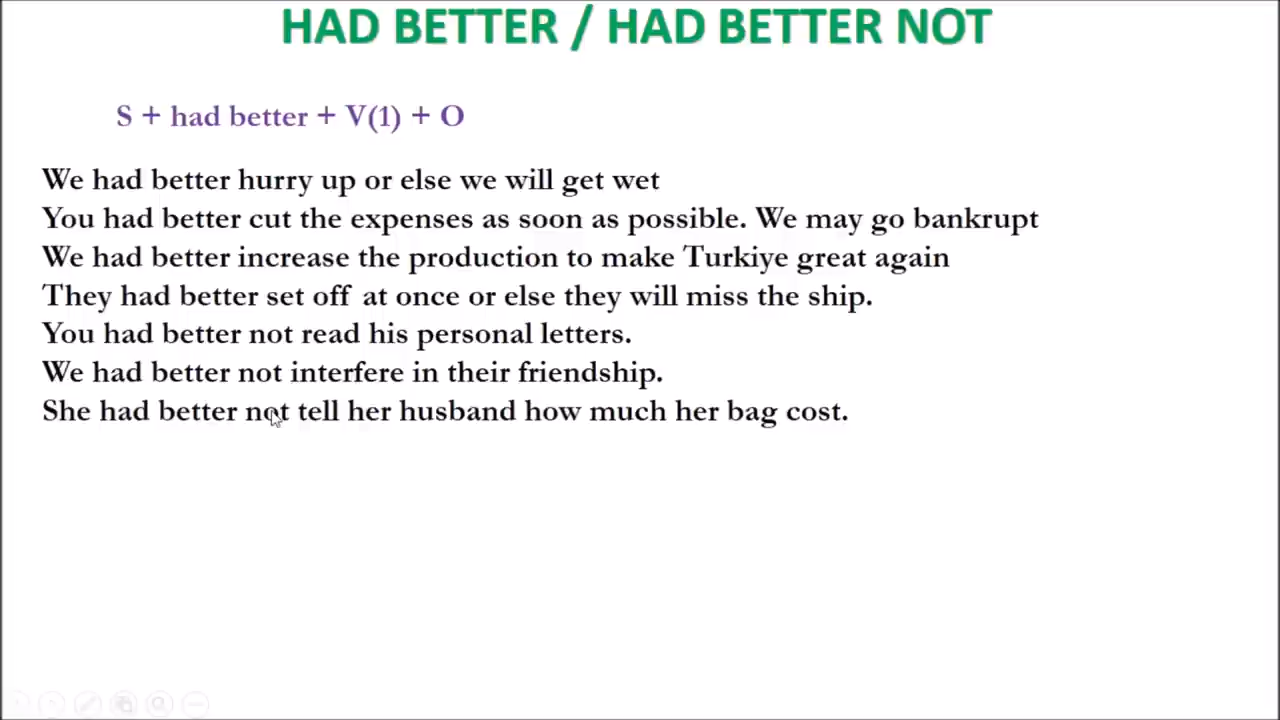 HAD BETTER / HAD BETTER NOT
S + had better + V(1) + O
We had better hurry up or else we will get wet
You had better cut the expenses as soon as possible. We may go bankrupt
We had better increase the production to make Turkiye great again
They had better set off at once or else they will miss the ship.
You had better not read his personal letters.
We had better not interfere in their friendship.
She had better not tell her husband how much her bag cost.